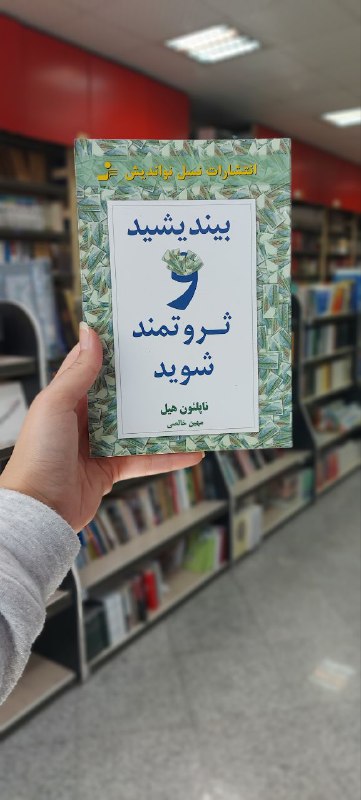 انتشارات نسل نواندیش
بیندیشید
و
ثروتمند
شوید
ناپلئون هیل
مهین خالصی